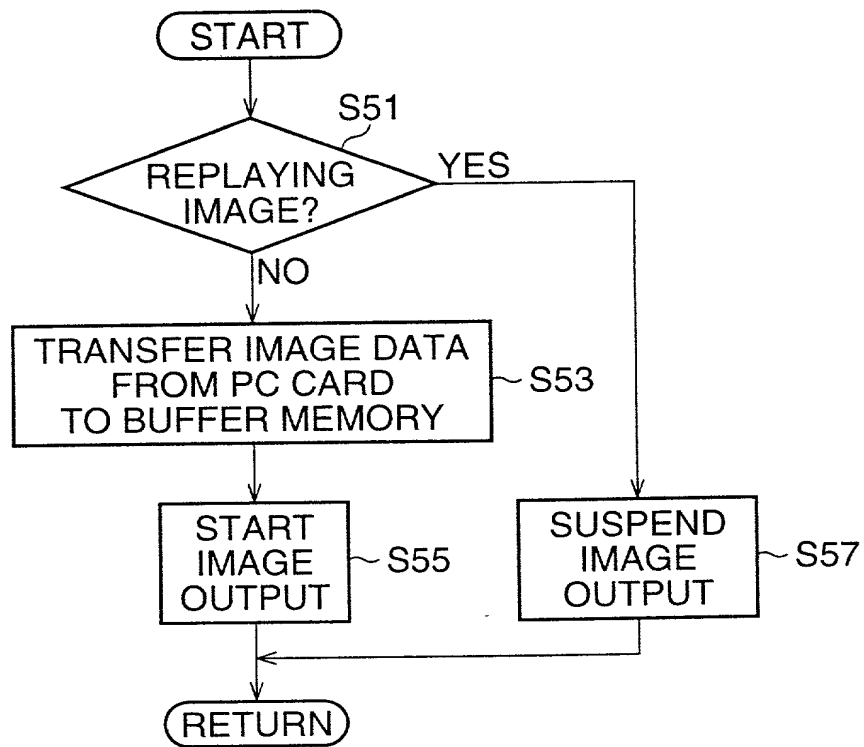 START
S51
REPLAYING
IMAGE?
YES
NO
TRANSFER IMAGE DATA
FROM PC CARD
TO BUFFER MEMORY
S53
START
IMAGE
OUTPUT
S55
SUSPEND
IMAGE
OUTPUT
S57
RETURN